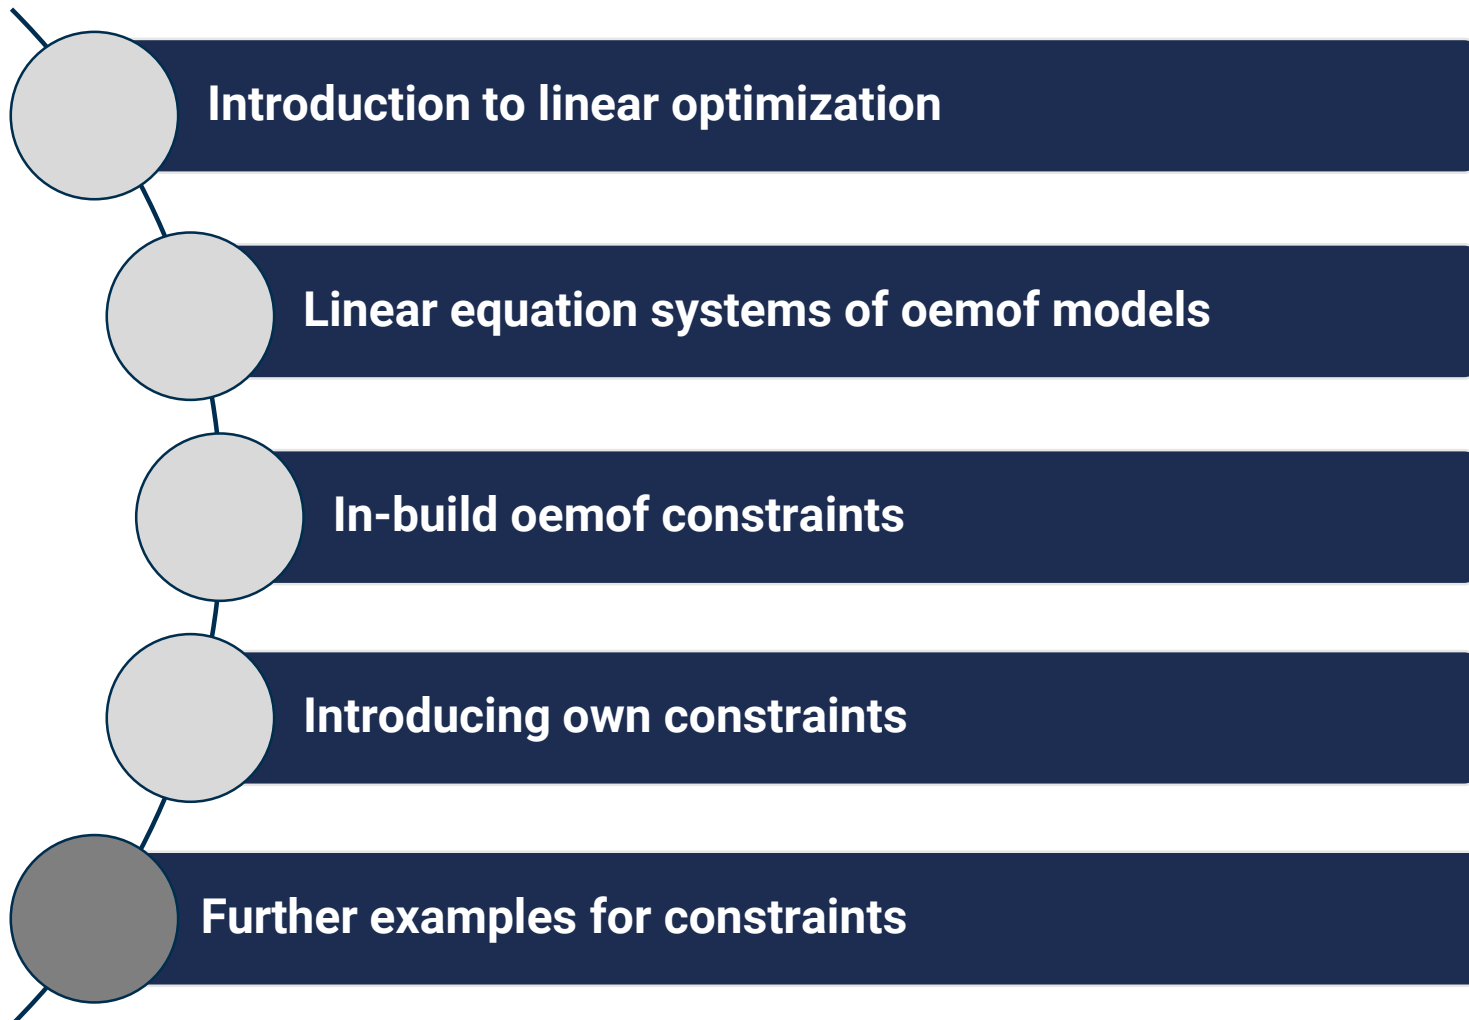 Introduction to linear optimization
Linear equation systems of oemof models
In-build oemof constraints
Introducing own constraints
Further examples for constraints